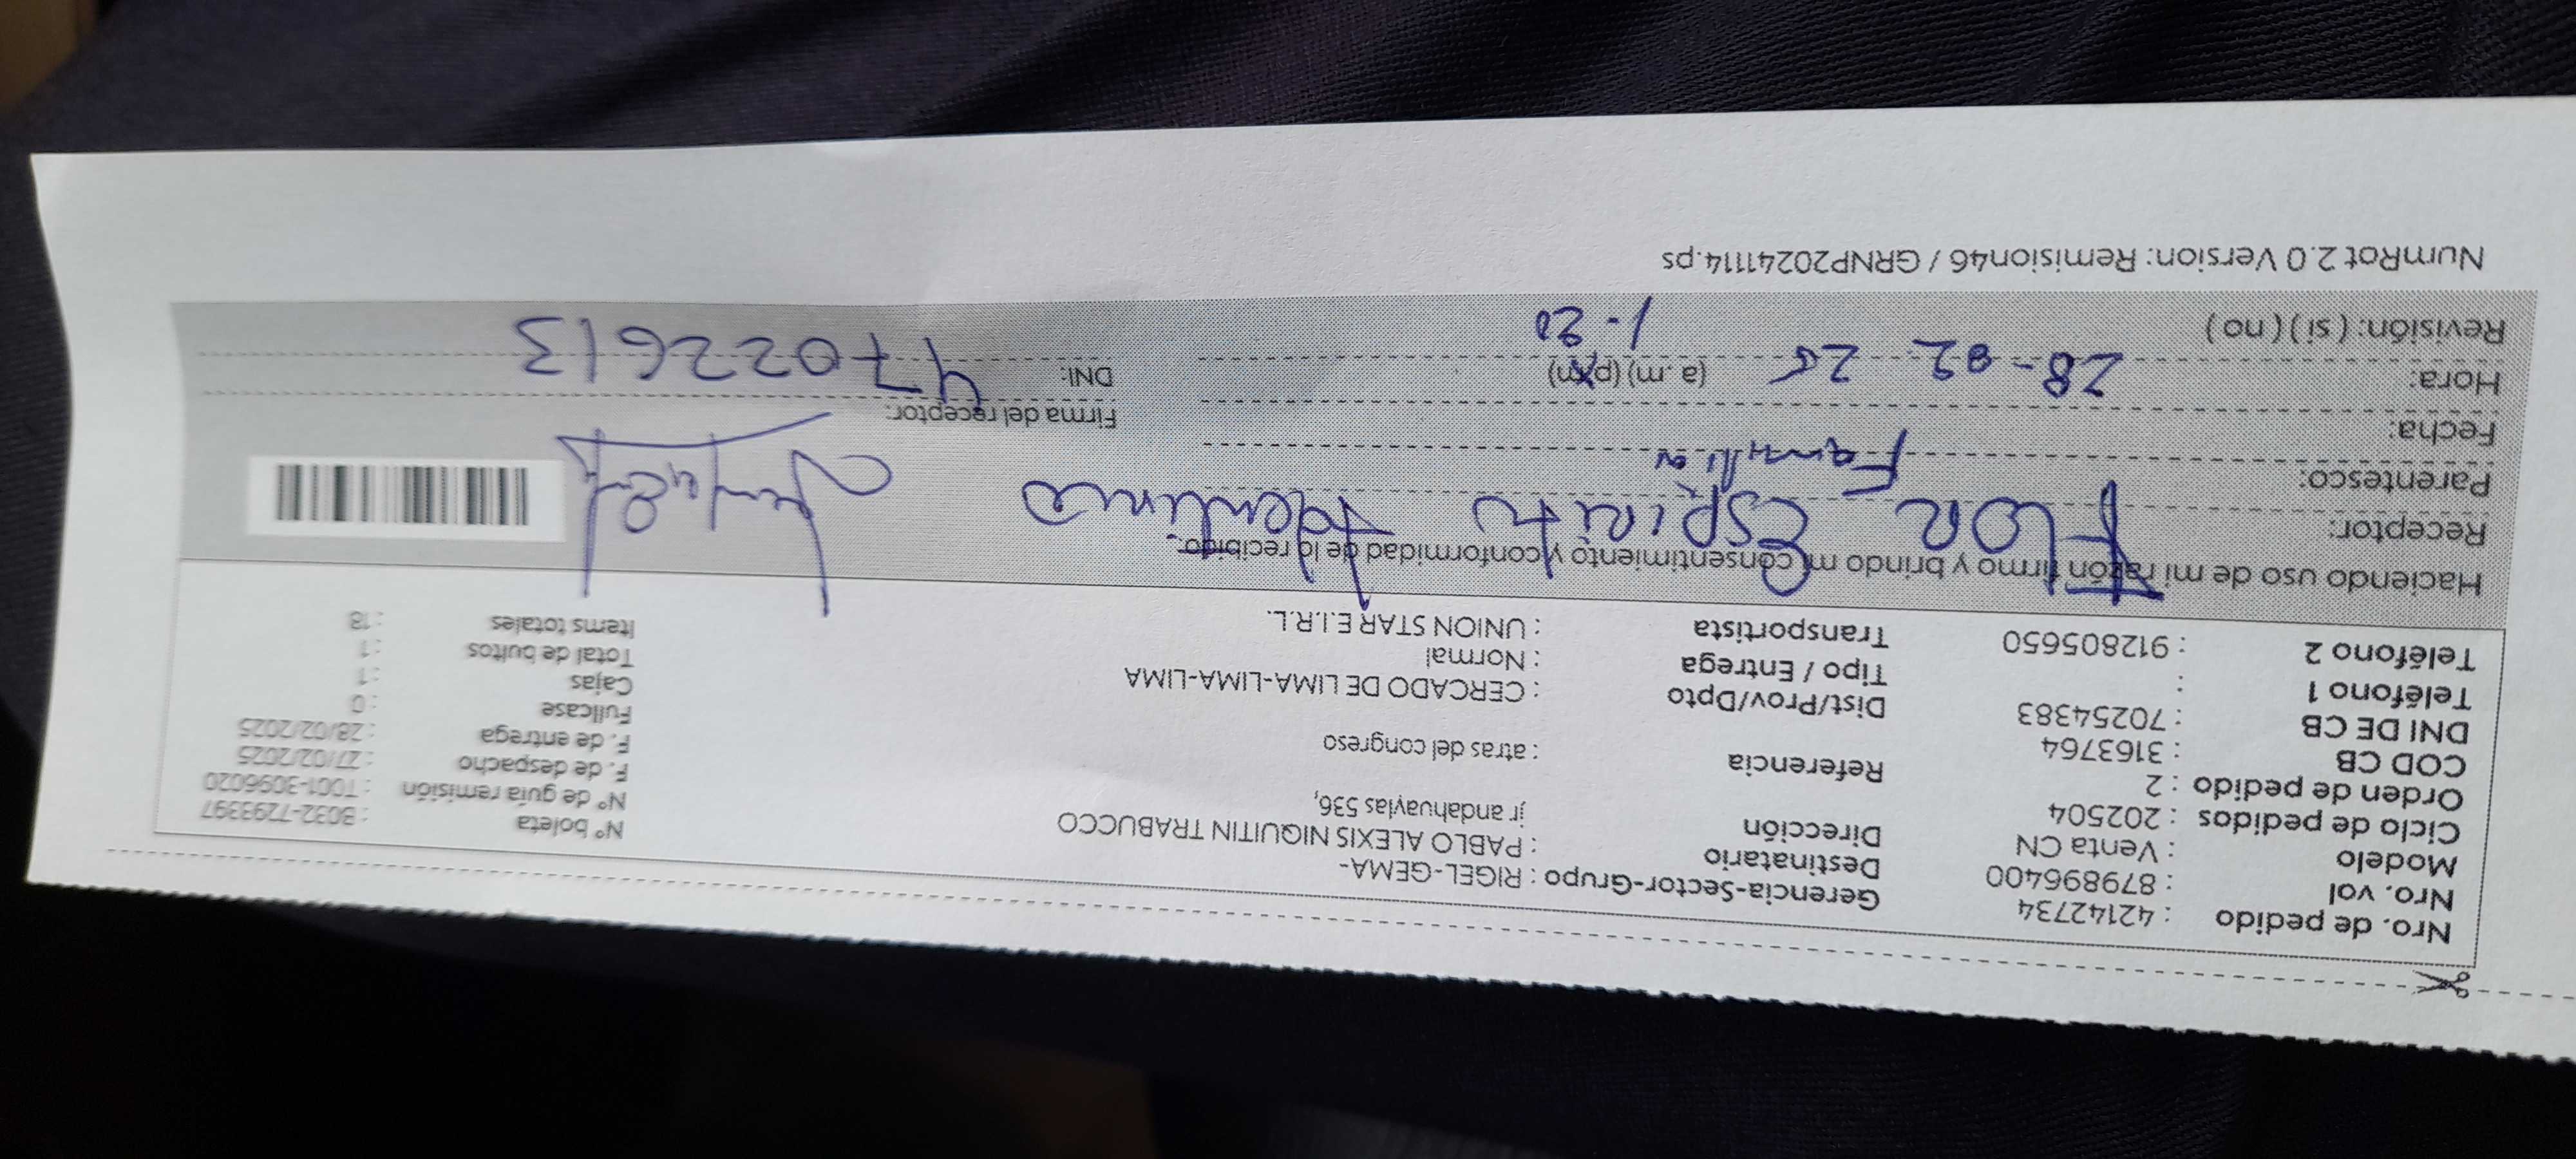 Nro. de pedido : 42142734 Gerencia-Sector-Grupo : RIGEL-GEMA- Nº boleta : B032-7293397
Nro. vol : 879896400 Destinatario : PABLO ALEXIS NIQUITIN TRABUCCO Nº de guía remisión : T001-3096020
Modelo : Venta CN Dirección jr andahuaylas 536, F. de despacho : 27/02/2025
Ciclo de pedidos : 202504 F. de entrega : 28/02/2025
Orden de pedido : 2 Referencia : atras del congreso Fullcase : 0
COD CB : 3163764 Cajas : 1
DNI DE CB : 70254383 Dist/Prov/Dpto : CERCADO DE LIMA-LIMA-LIMA Total de bultos : 1
Teléfono 1 : Tipo / Entrega : Normal Items totales : 18
Teléfono 2 : 912805650 Transportista : UNION STAR E.I.R.L.
Haciendo uso de mi razón firmo y brindo mi consentimiento y conformidad de lo recibido.
Receptor: Flor Espiritu
Parentesco: Familiar
Fecha: Firma del receptor:
Hora: 28-02 25 (a.m) (p.m) DNI: 47022613
Revisión: ( si ) ( no ) 1-20
NumRot 2.0 Version: Remision46 / GRNP20241114.ps